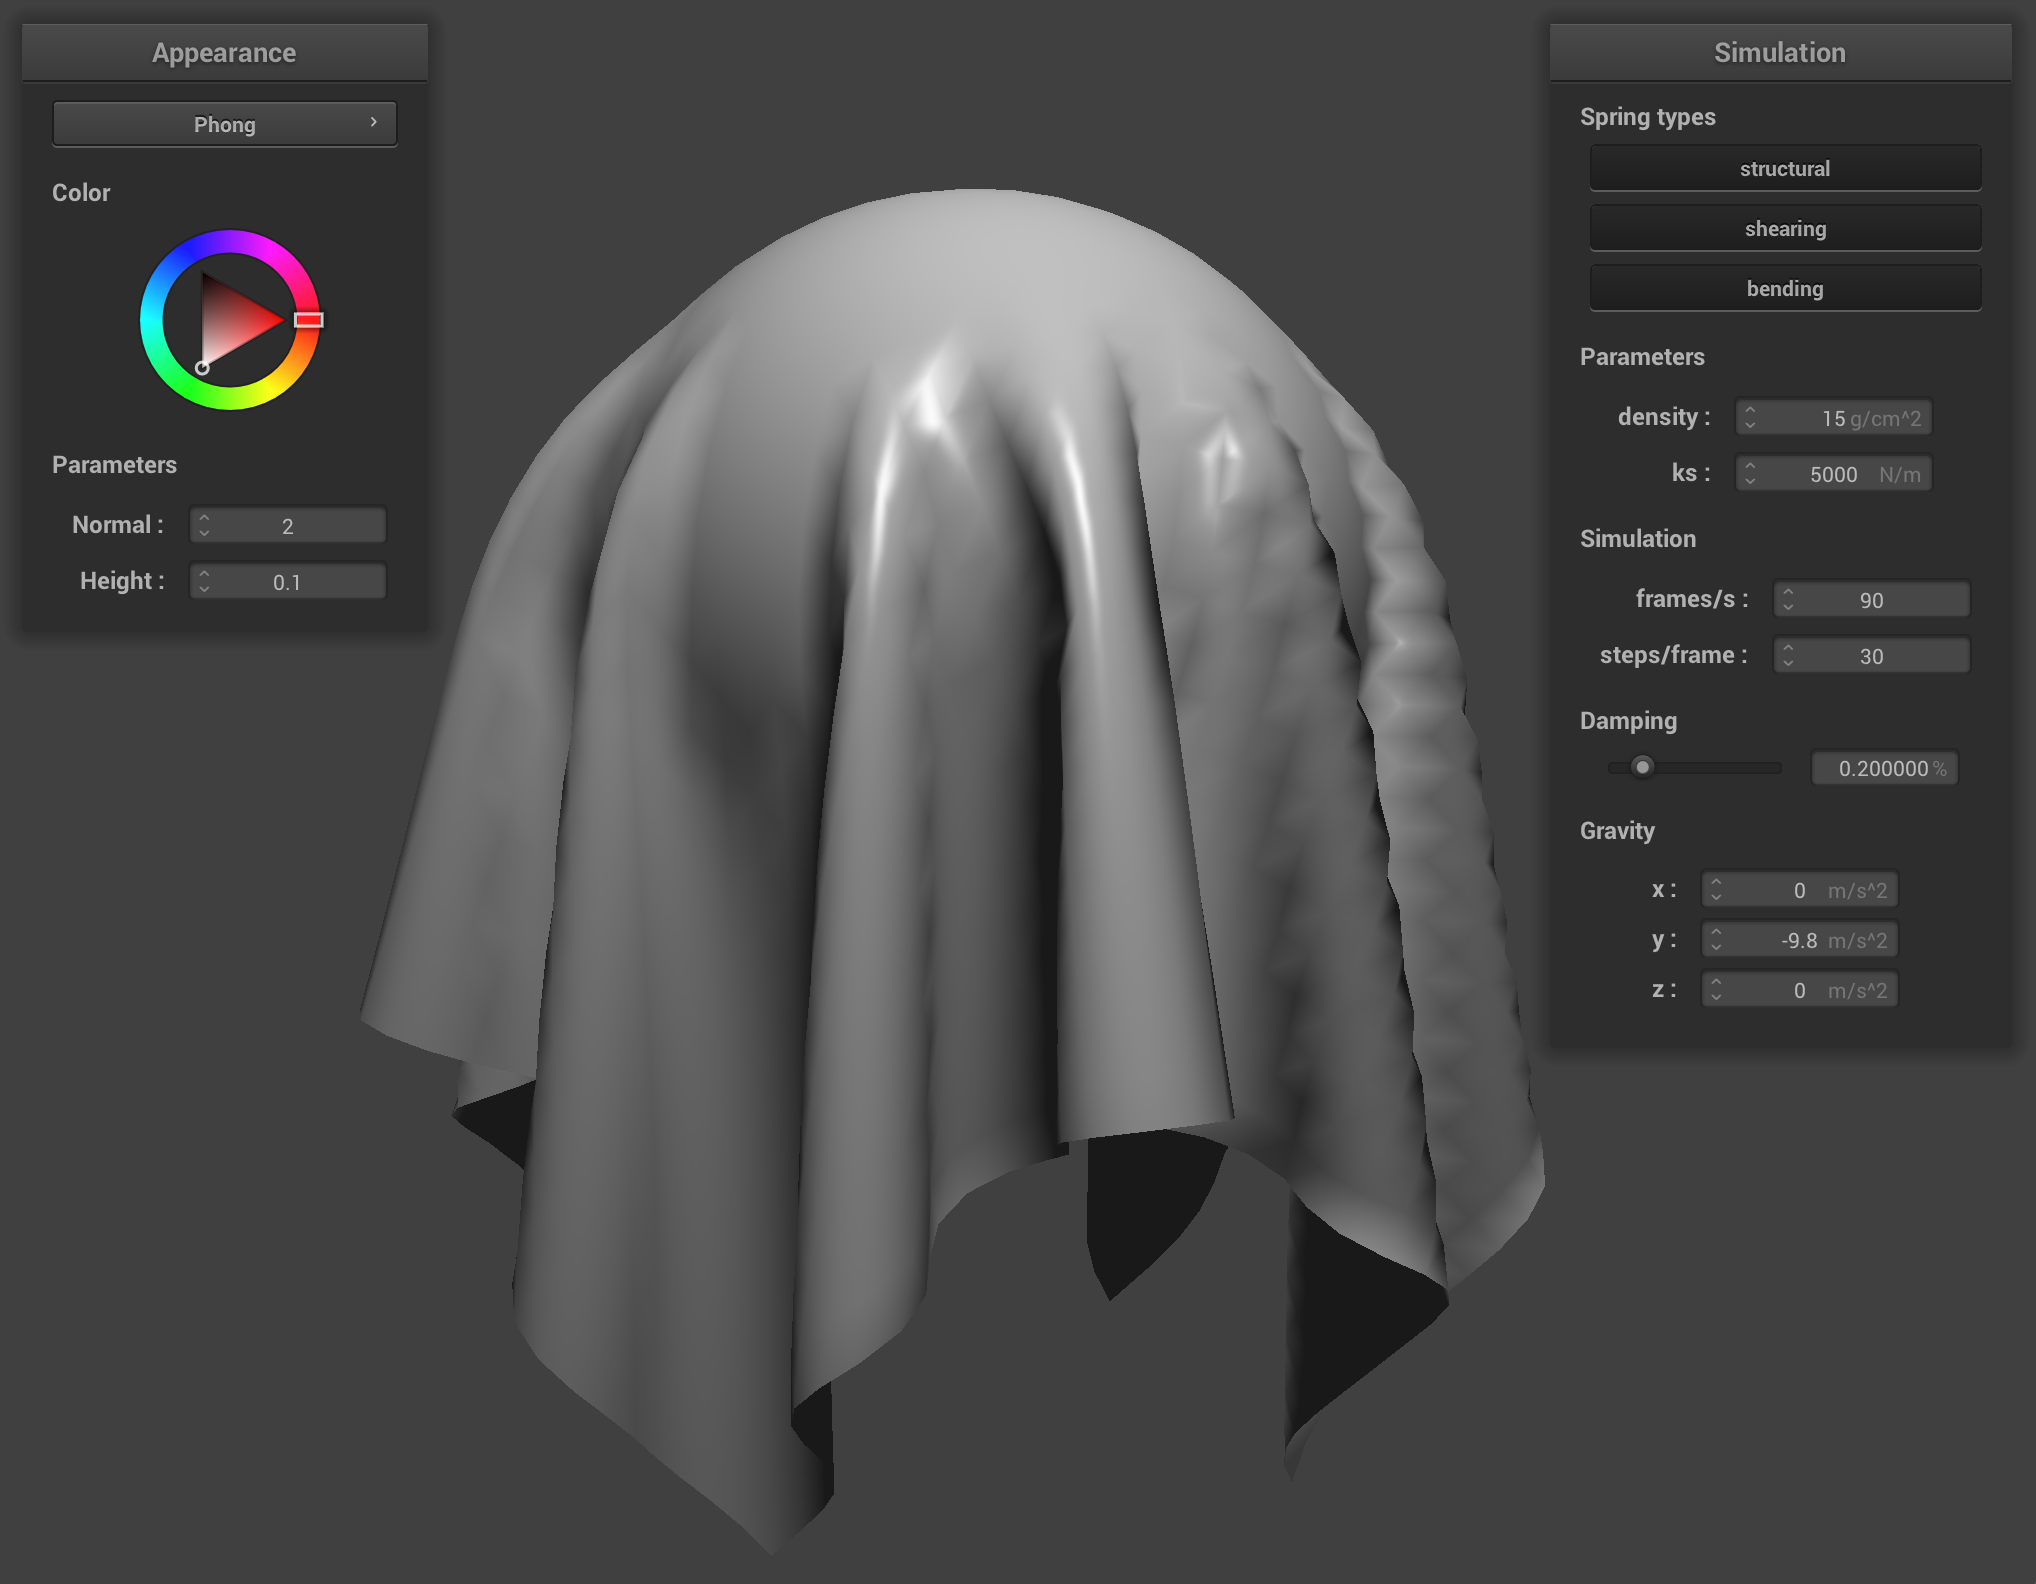 Appearance
Phong
Color
Parameters
Normal : 2
Height : 0.1
Simulation
Spring types
structural
shearing
bending
Parameters
density : 15 g/cm^2
ks : 5000 N/m
Simulation
frames/s : 90
steps/frame : 30
Damping
0.200000 %
Gravity
x : 0 m/s^2
y : -9.8 m/s^2
z : 0 m/s^2